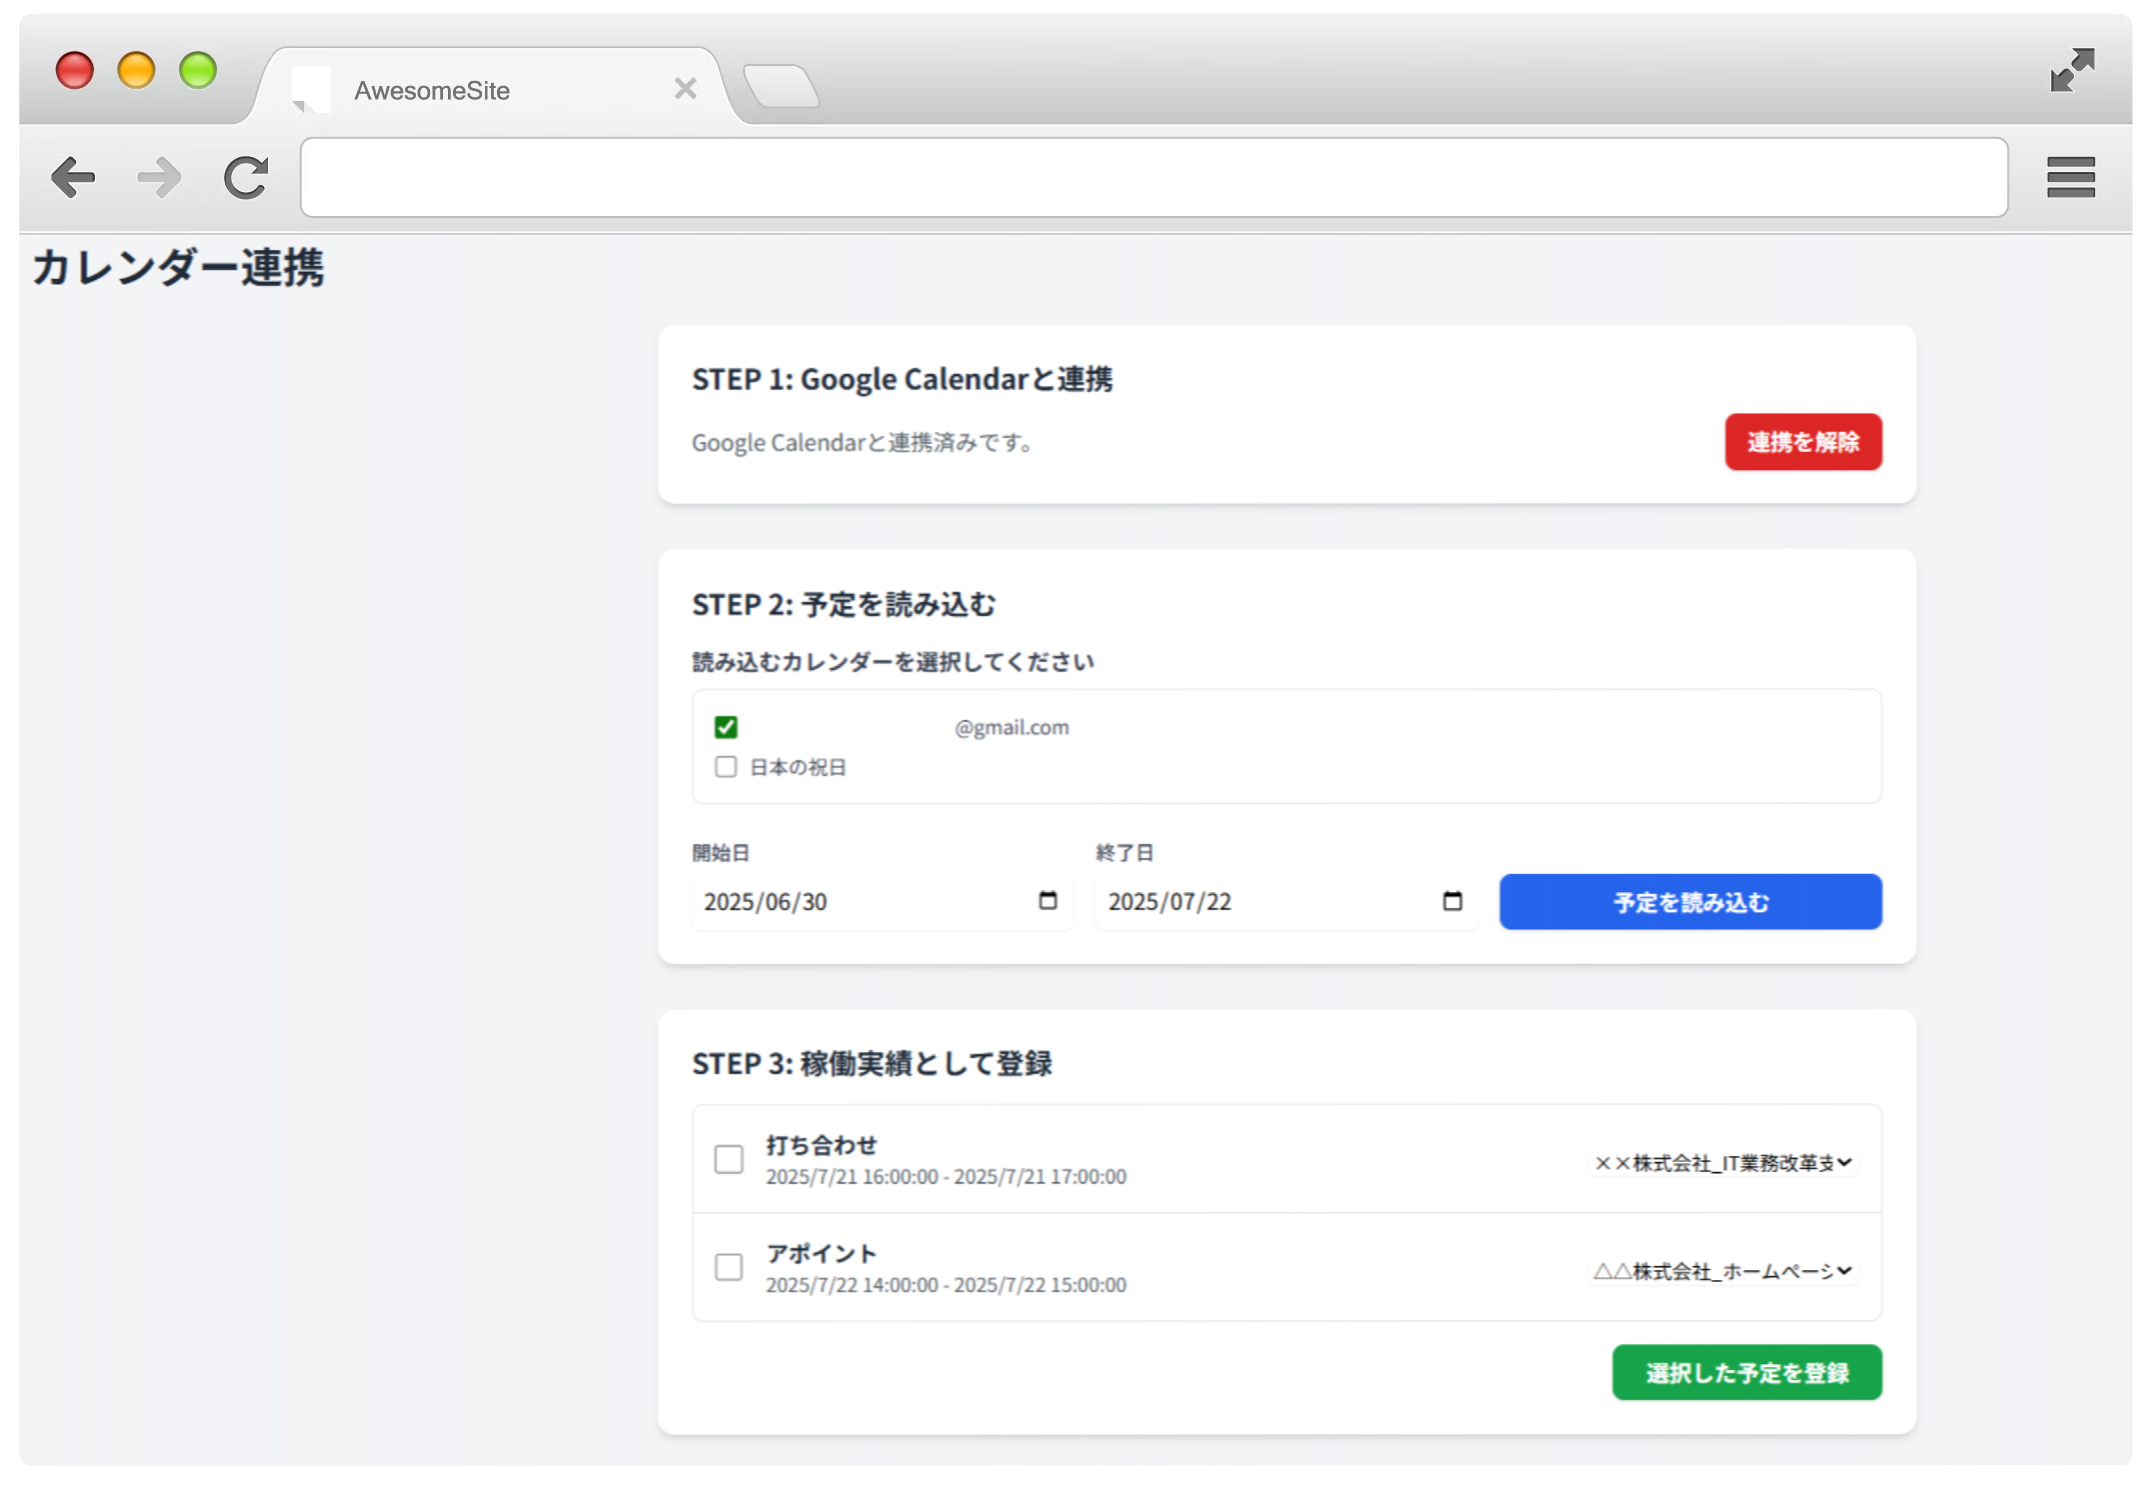 AwesomeSite
カレンダー連携
STEP 1: Google Calendarと連携
Google Calendarと連携済みです。
連携を解除
STEP 2: 予定を読み込む
読み込むカレンダーを選択してください
@gmail.com
日本の祝日
開始日
終了日
2025/06/30
2025/07/22
予定を読み込む
STEP 3: 稼働実績として登録
打ち合わせ
2025/7/21 16:00:00 - 2025/7/21 17:00:00
××株式会社_IT業務改革支
アポイント
2025/7/22 14:00:00 - 2025/7/22 15:00:00
△△株式会社_ホームページ
選択した予定を登録